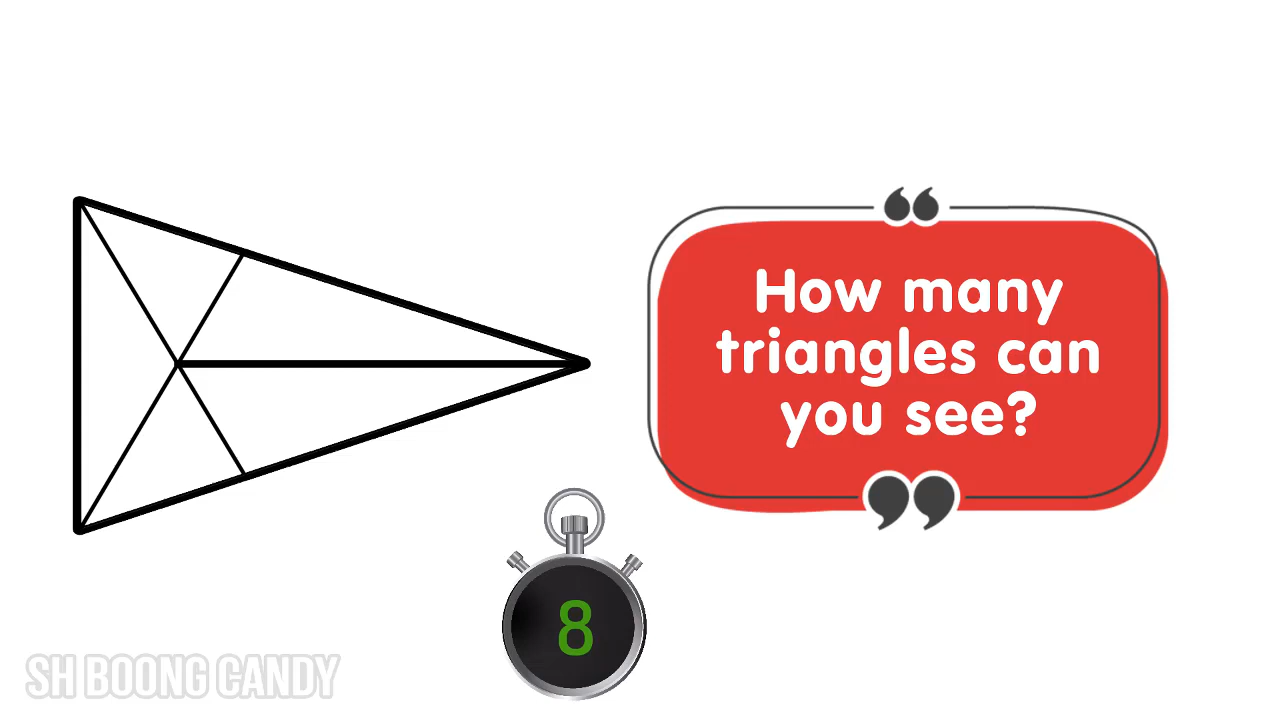 “
How many
triangles can
you see?
”
8
SH BOONG CANDY